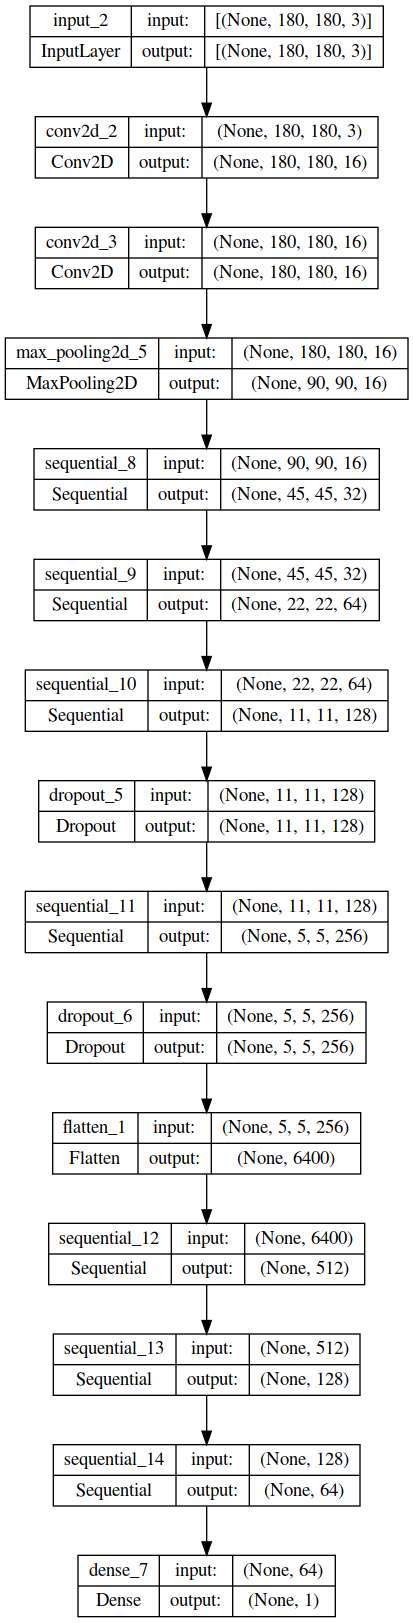 input_2 input: [(None, 180, 180, 3)]
InputLayer output: [(None, 180, 180, 3)]
conv2d_2 input: (None, 180, 180, 3)
Conv2D output: (None, 180, 180, 16)
conv2d_3 input: (None, 180, 180, 16)
Conv2D output: (None, 180, 180, 16)
max_pooling2d_5 input: (None, 180, 180, 16)
MaxPooling2D output: (None, 90, 90, 16)
sequential_8 input: (None, 90, 90, 16)
Sequential output: (None, 45, 45, 32)
sequential_9 input: (None, 45, 45, 32)
Sequential output: (None, 22, 22, 64)
sequential_10 input: (None, 22, 22, 64)
Sequential output: (None, 11, 11, 128)
dropout_5 input: (None, 11, 11, 128)
Dropout output: (None, 11, 11, 128)
sequential_11 input: (None, 11, 11, 128)
Sequential output: (None, 5, 5, 256)
dropout_6 input: (None, 5, 5, 256)
Dropout output: (None, 5, 5, 256)
flatten_1 input: (None, 5, 5, 256)
Flatten output: (None, 6400)
sequential_12 input: (None, 6400)
Sequential output: (None, 512)
sequential_13 input: (None, 512)
Sequential output: (None, 128)
sequential_14 input: (None, 128)
Sequential output: (None, 64)
dense_7 input: (None, 64)
Dense output: (None, 1)